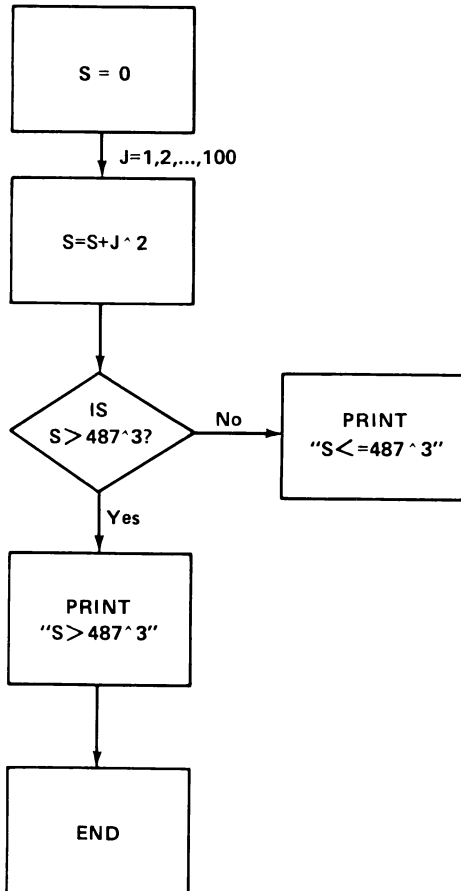 S = 0
J=1,2,...,100
S=S+J^2
IS
S>487^3?
No
PRINT
“S<=487^3”
Yes
PRINT
“S>487^3”
END